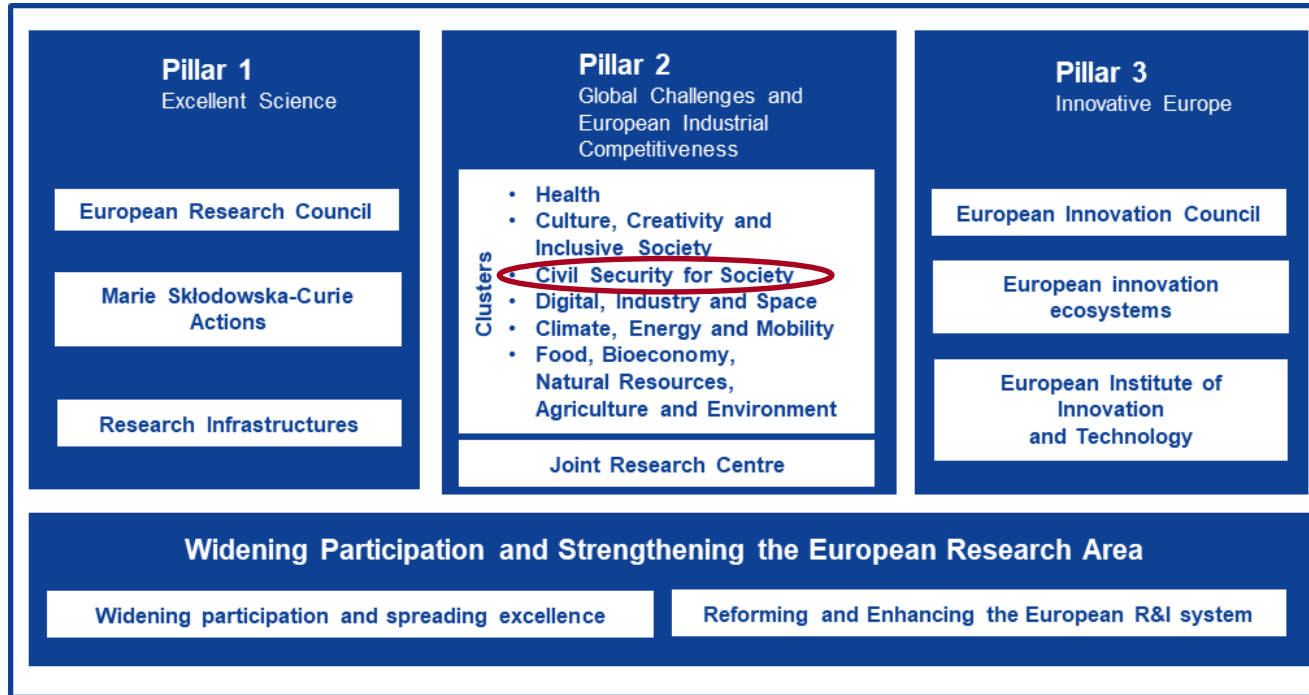 Pillar 1
Excellent Science
European Research Council
Marie Skłodowska-Curie
Actions
Research Infrastructures
Pillar 2
Global Challenges and
European Industrial
Competitiveness
Clusters
• Health
• Culture, Creativity and
Inclusive Society
• Civil Security for Society
• Digital, Industry and Space
• Climate, Energy and Mobility
• Food, Bioeconomy,
Natural Resources,
Agriculture and Environment
Joint Research Centre
Pillar 3
Innovative Europe
European Innovation Council
European innovation
ecosystems
European Institute of
Innovation
and Technology
Widening Participation and Strengthening the European Research Area
Widening participation and spreading excellence
Reforming and Enhancing the European R&I system